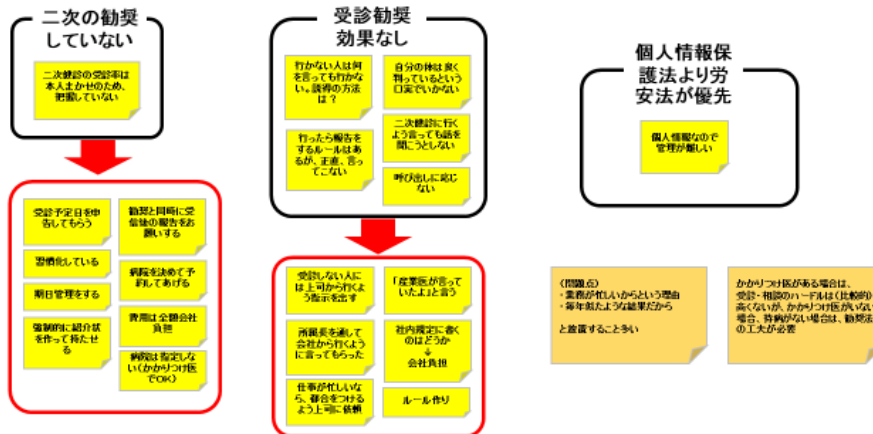 二次の勧奨
していない
二次健診の受診率は
本人まかせのため、
把握していない
受診予定日を申
告してもらう
勧奨と同時に受
信後の報告をお
願いする
習慣化している
病院を決めて予
約してあげる
期日管理をする
費用は全額会社
負担
強制的に紹介状
を作って持たせ
る
病院は指定しな
い(かかりつけ医
でOK)
受診勧奨
効果なし
行かない人は何
を言っても行かな
い。説得の方法
は？
自分の体は良く
判っているという
口実でいかない
行ったら報告を
するルールはあ
るが、正直、言っ
てこない
二次健診に行く
よう言っても話を
聞こうとしない
呼び出しに応じ
ない
受診しない人に
は上司から行くよ
う指示を出す
「産業医が言って
いたよ」と言う
所属長を通して
会社から行くよう
に言ってもらった
社内規定に書く
のはどうか
↓
会社負担
仕事が忙しいな
ら、都合をつける
よう上司に依頼
ルール作り
個人情報保
護法より労
安法が優先
個人情報なので
管理が難しい
(問題点)
・業務が忙しいからという理由
・毎年似たような結果だから
と放置すること多い
かかりつけ医がある場合は、
受診・相談のハードルは(比較的)
高くないが、かかりつけ医がいない
場合、持病がない場合は、勧奨法
の工夫が必要